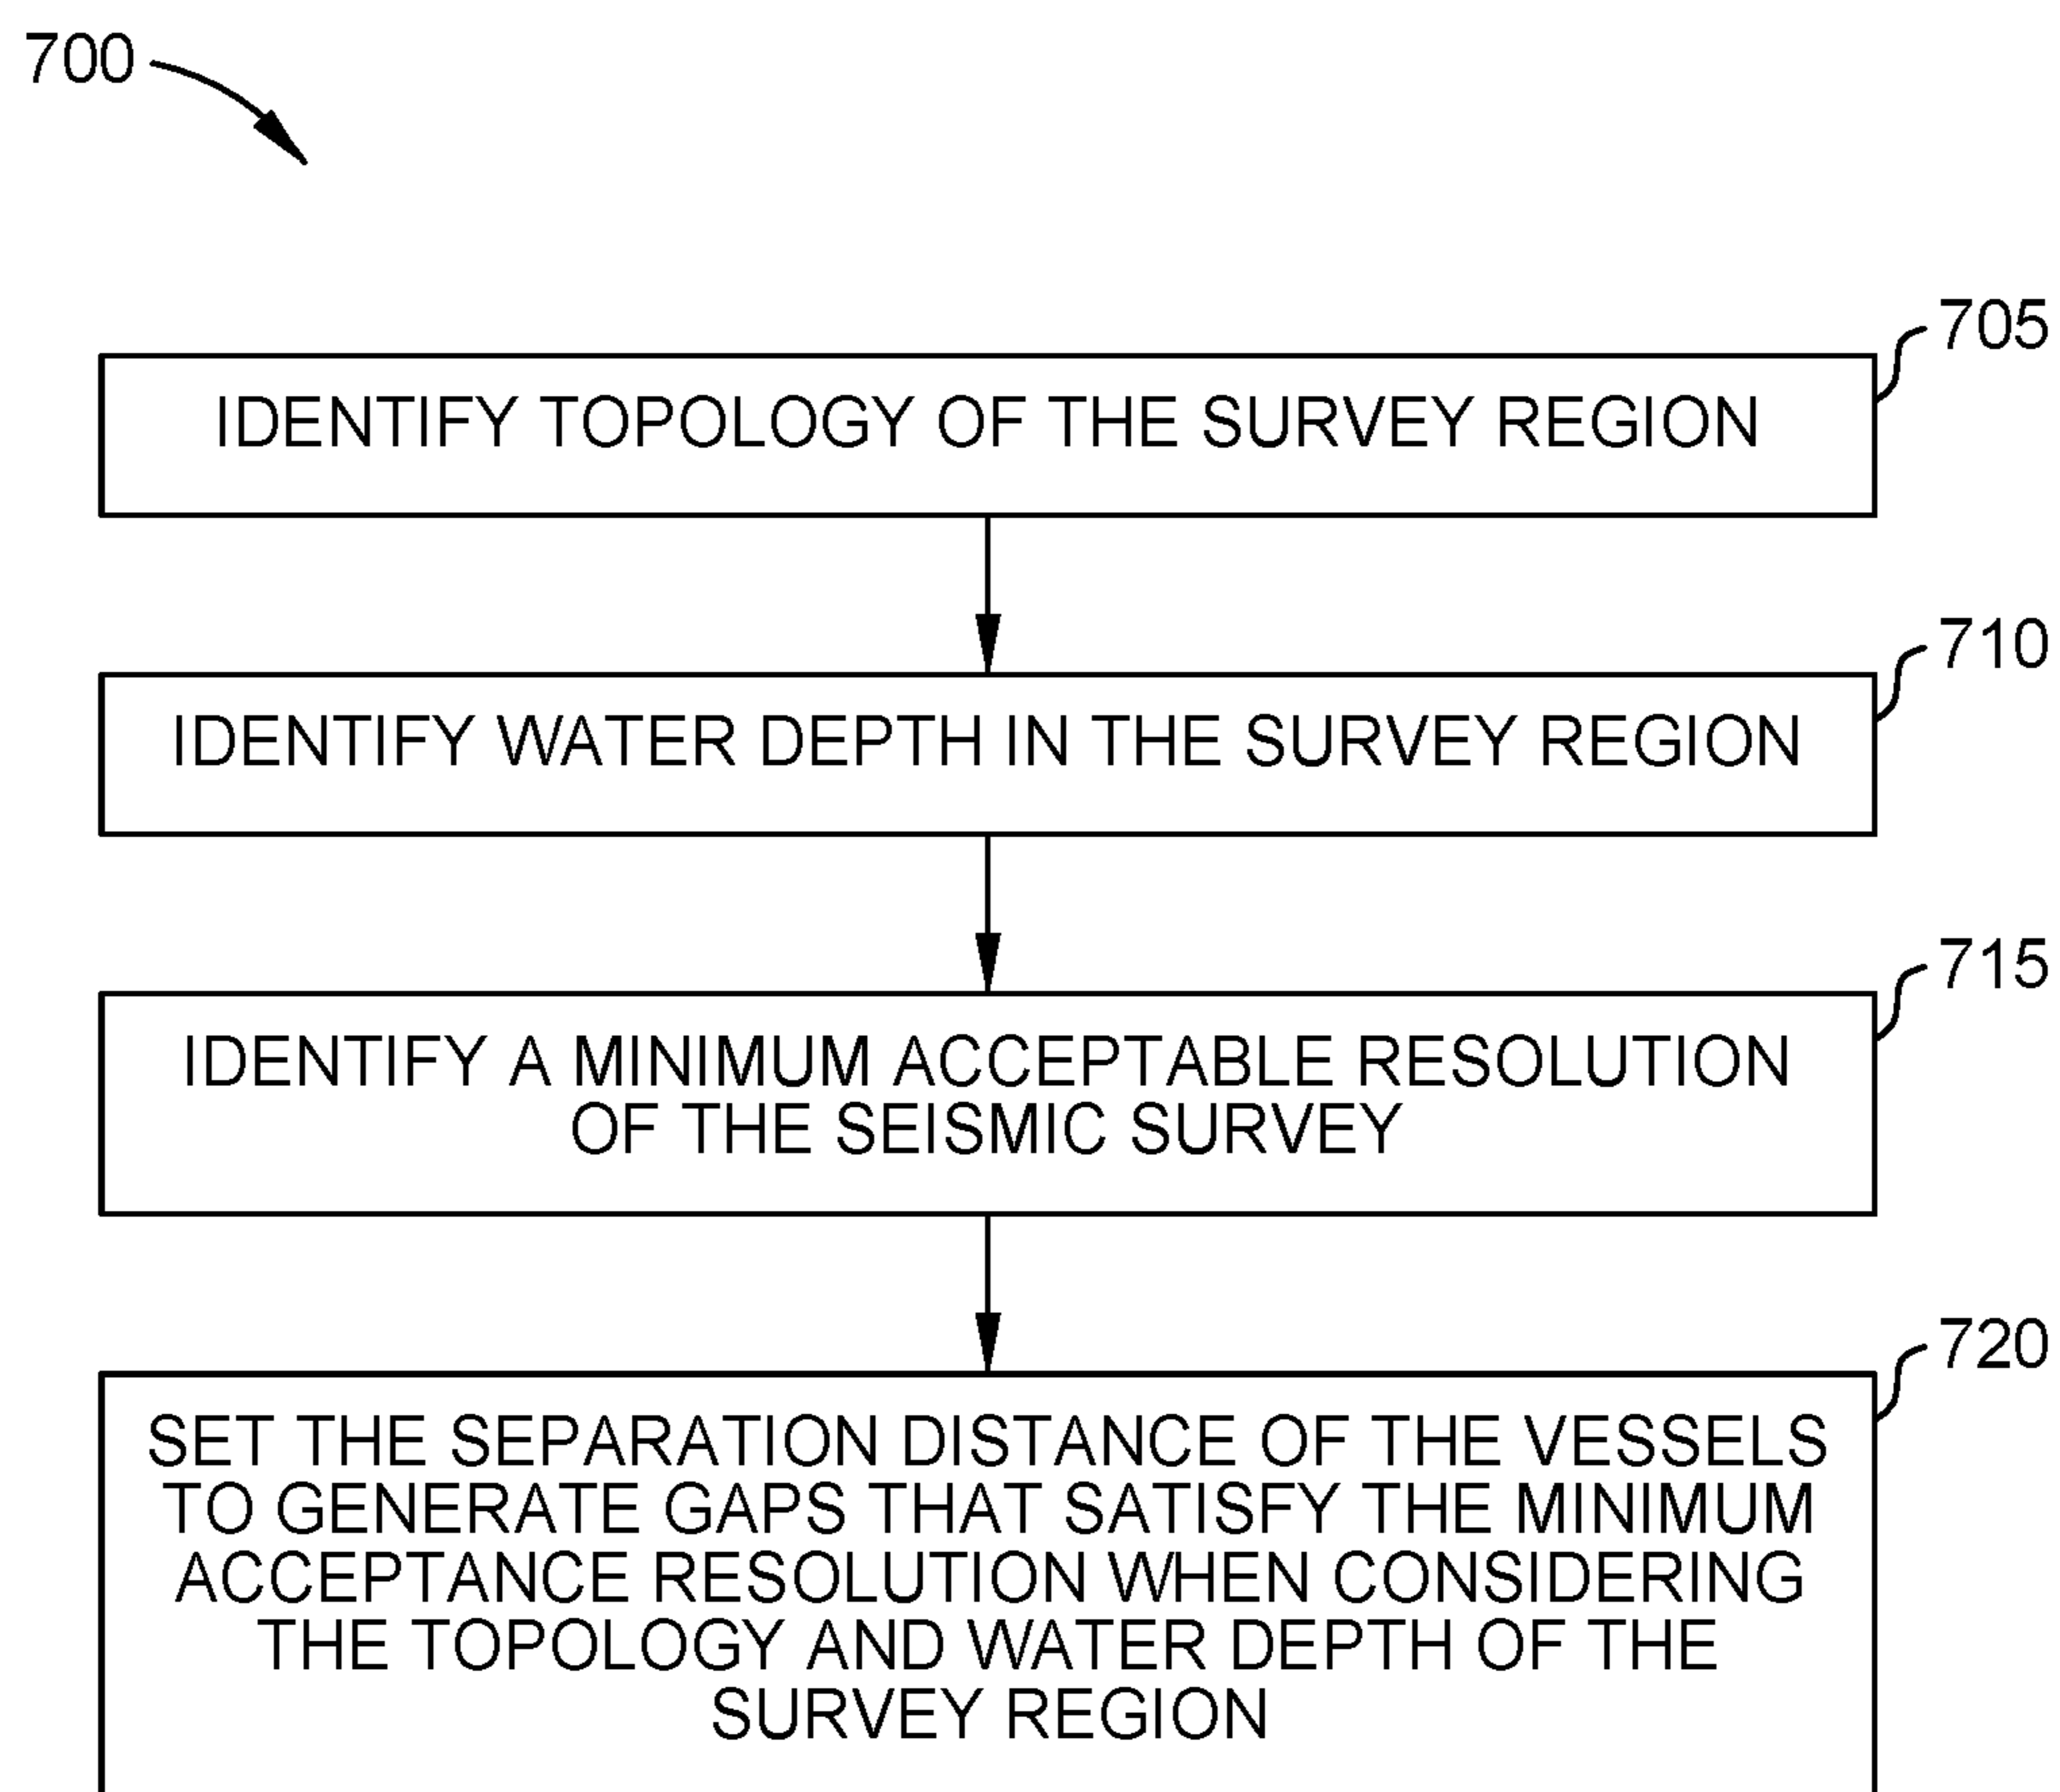 700
705
IDENTIFY TOPOLOGY OF THE SURVEY REGION
710
IDENTIFY WATER DEPTH IN THE SURVEY REGION
715
IDENTIFY A MINIMUM ACCEPTABLE RESOLUTION
OF THE SEISMIC SURVEY
720
SET THE SEPARATION DISTANCE OF THE VESSELS
TO GENERATE GAPS THAT SATISFY THE MINIMUM
ACCEPTANCE RESOLUTION WHEN CONSIDERING
THE TOPOLOGY AND WATER DEPTH OF THE
SURVEY REGION